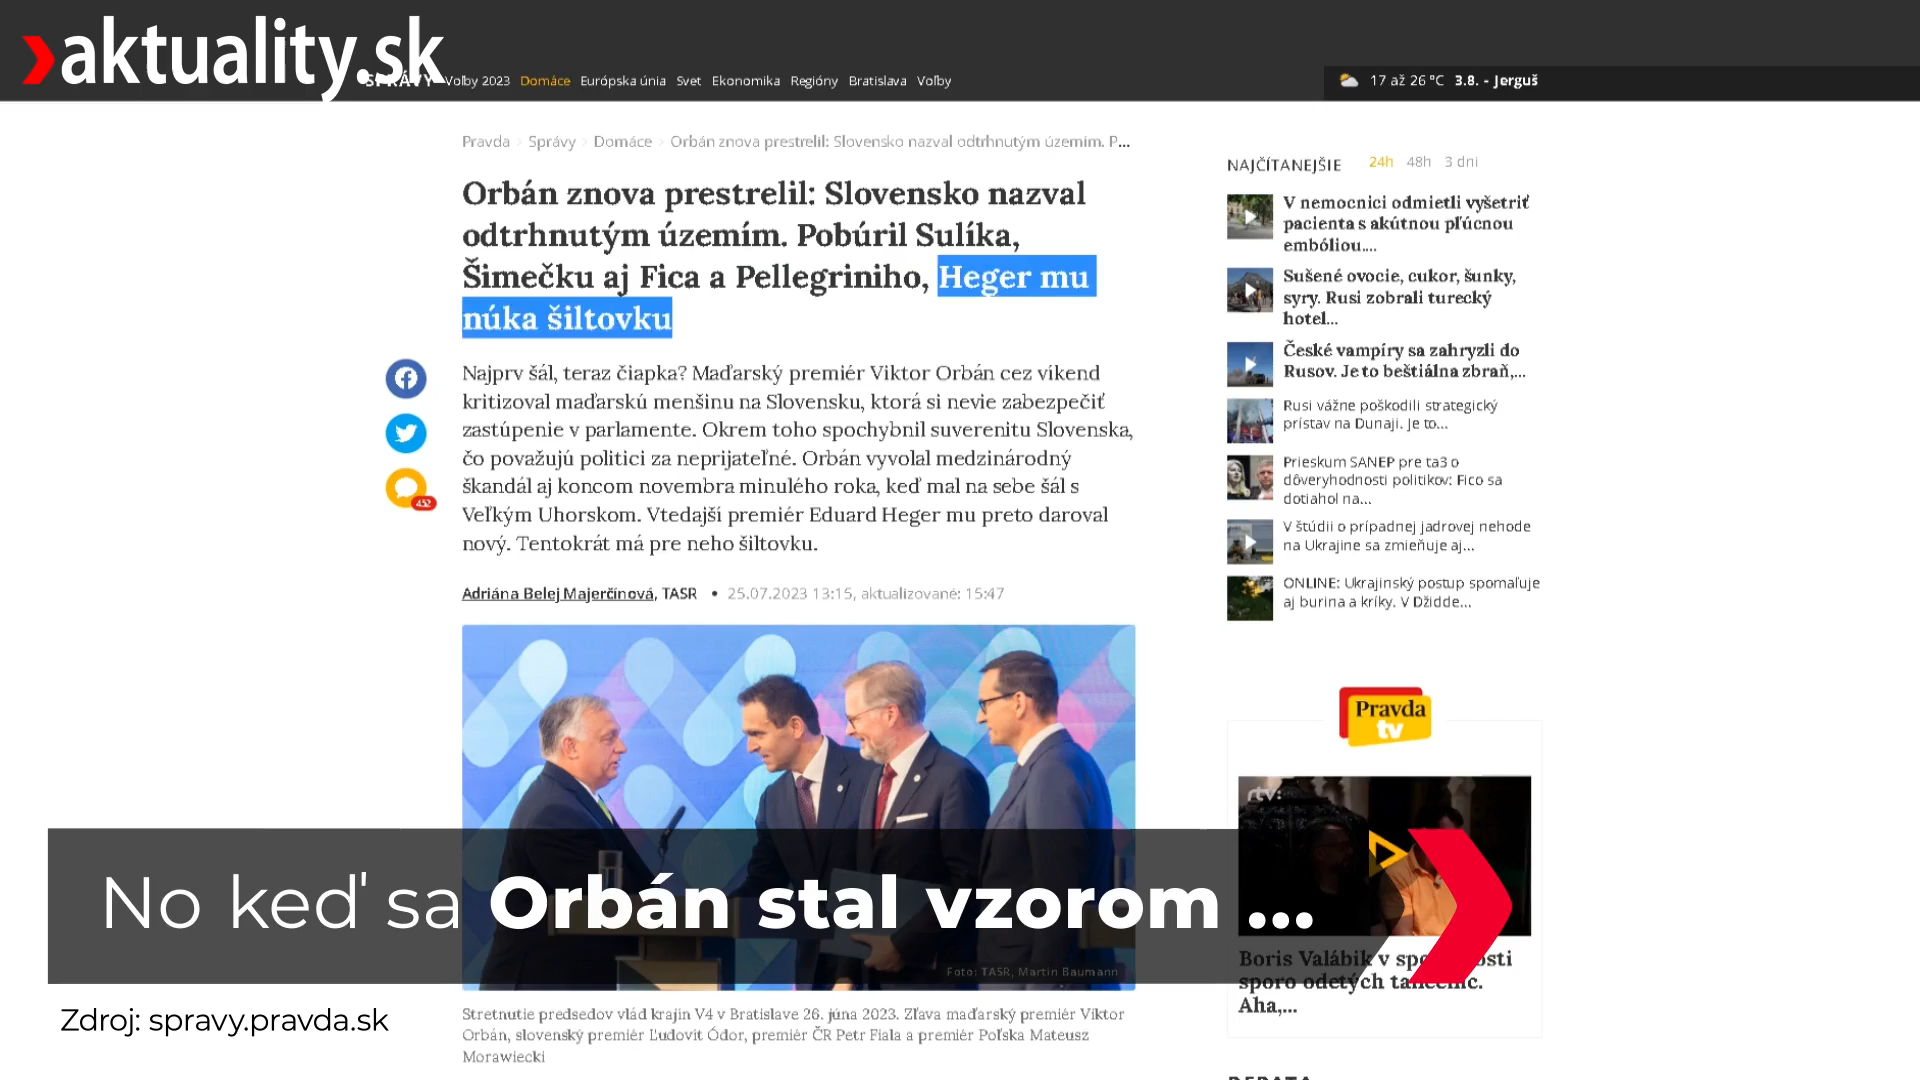 aktuality.sk
SPRÁVY Voľby 2023 Domáce Európska únia Svet Ekonomika Regióny Bratislava Voľby
17 až 26 °C 3.8. - Jerguš
Pravda Správy Domáce Orbán znova prestrelil: Slovensko nazval odtrhnutým územím. P...
Orbán znova prestrelil: Slovensko nazval
odtrhnutým územím. Pobúril Sulíka,
Šimečku aj Fica a Pellegriniho, Heger mu
núka šiltovku
452
Najprv šál, teraz čiapka? Maďarský premiér Viktor Orbán cez víkend
kritizoval maďarskú menšinu na Slovensku, ktorá si nevie zabezpečiť
zastúpenie v parlamente. Okrem toho spochybnil suverenitu Slovenska,
čo považujú politici za neprijateľné. Orbán vyvolal medzinárodný
škandál aj koncom novembra minulého roka, keď mal na sebe šál s
Veľkým Uhorskom. Vtedajší premiér Eduard Heger mu preto daroval
nový. Tentokrát má pre neho šiltovku.
Adriána Belej Majerčínová, TASR • 25.07.2023 13:15, aktualizované: 15:47
Foto: TASR, Martin Baumann
Stretnutie predsedov vlád krajín V4 v Bratislave 26. júna 2023. Zľava maďarský premiér Viktor
Orbán, slovenský premiér Ľudovít Ódor, premiér ČR Petr Fiala a premiér Poľska Mateusz
Morawiecki
NAJČÍTANEJŠIE 24h 48h 3 dni
V nemocnici odmietli vyšetriť
pacienta s akútnou pľúcnou
embóliou....
Sušené ovocie, cukor, šunky,
syry. Rusi zobrali turecký
hotel...
České vampíry sa zahryzli do
Rusov. Je to beštiálna zbraň,...
Rusi vážne poškodili strategický
prístav na Dunaji. Je to...
Prieskum SANEP pre ta3 o
dôveryhodnosti politikov: Fico sa
dotiahol na...
V štúdii o prípadnej jadrovej nehode
na Ukrajine sa zmieňuje aj...
ONLINE: Ukrajinský postup spomaľuje
aj burina a kríky. V Džidde...
Pravda
tv
rtv:
Boris Valábik v
sporo odetých
Aha,...
No keď sa Orbán stal vzorom ...
Zdroj: spravy.pravda.sk
DEBATA